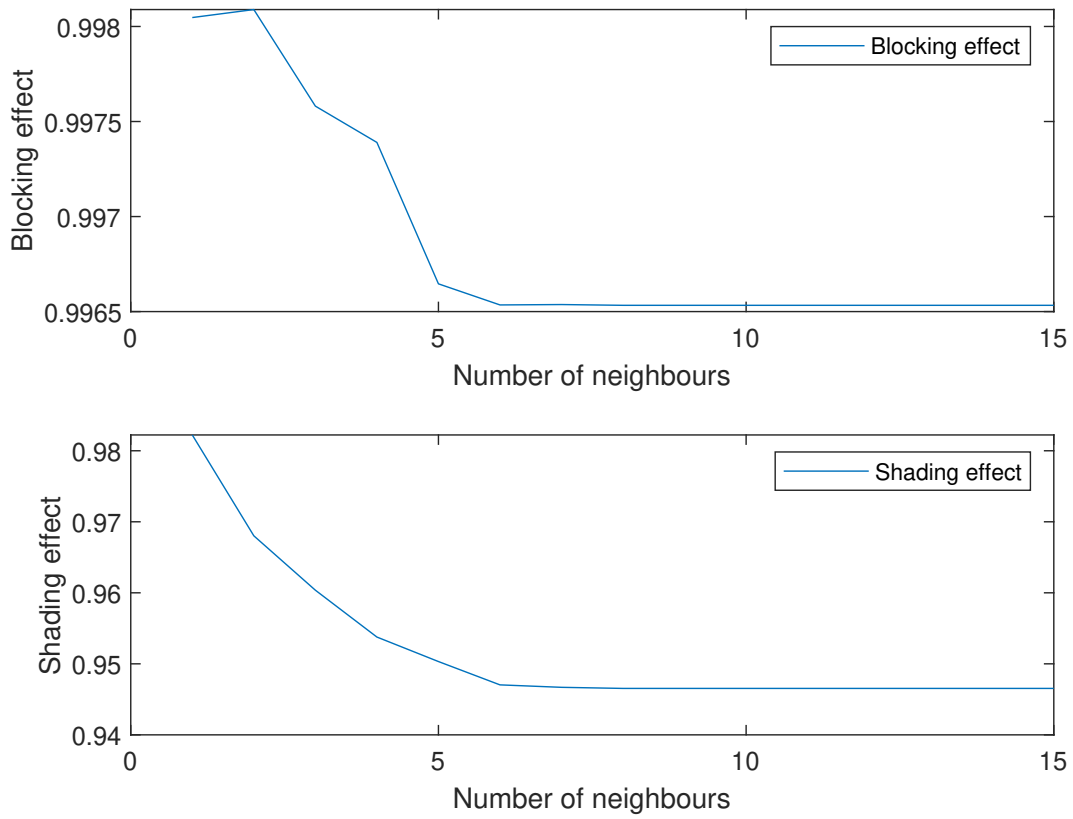 0.998
0.9975
0.997
0.9965
Blocking effect
Blocking effect
0
5
10
15
Number of neighbours
0.98
0.97
0.96
0.95
0.94
Shading effect
Shading effect
0
5
10
15
Number of neighbours